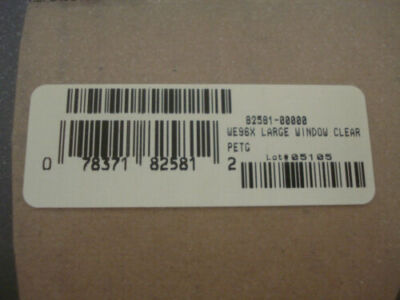 82581-00000
WE96X LARGE WINDOW CLEAR
PETG
Lot# 05105
0 78371 82581 2